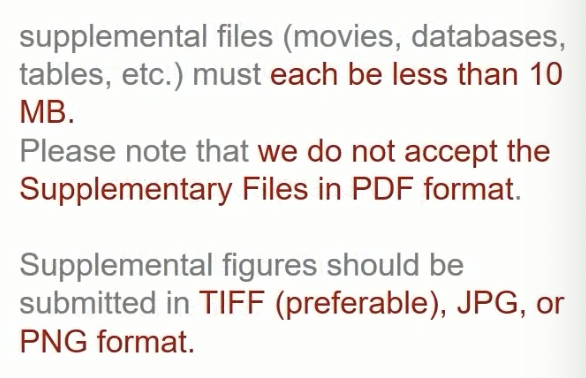 supplemental files (movies, databases,
tables, etc.) must each be less than 10
MB.
Please note that we do not accept the
Supplementary Files in PDF format.
Supplemental figures should be
submitted in TIFF (preferable), JPG, or
PNG format.